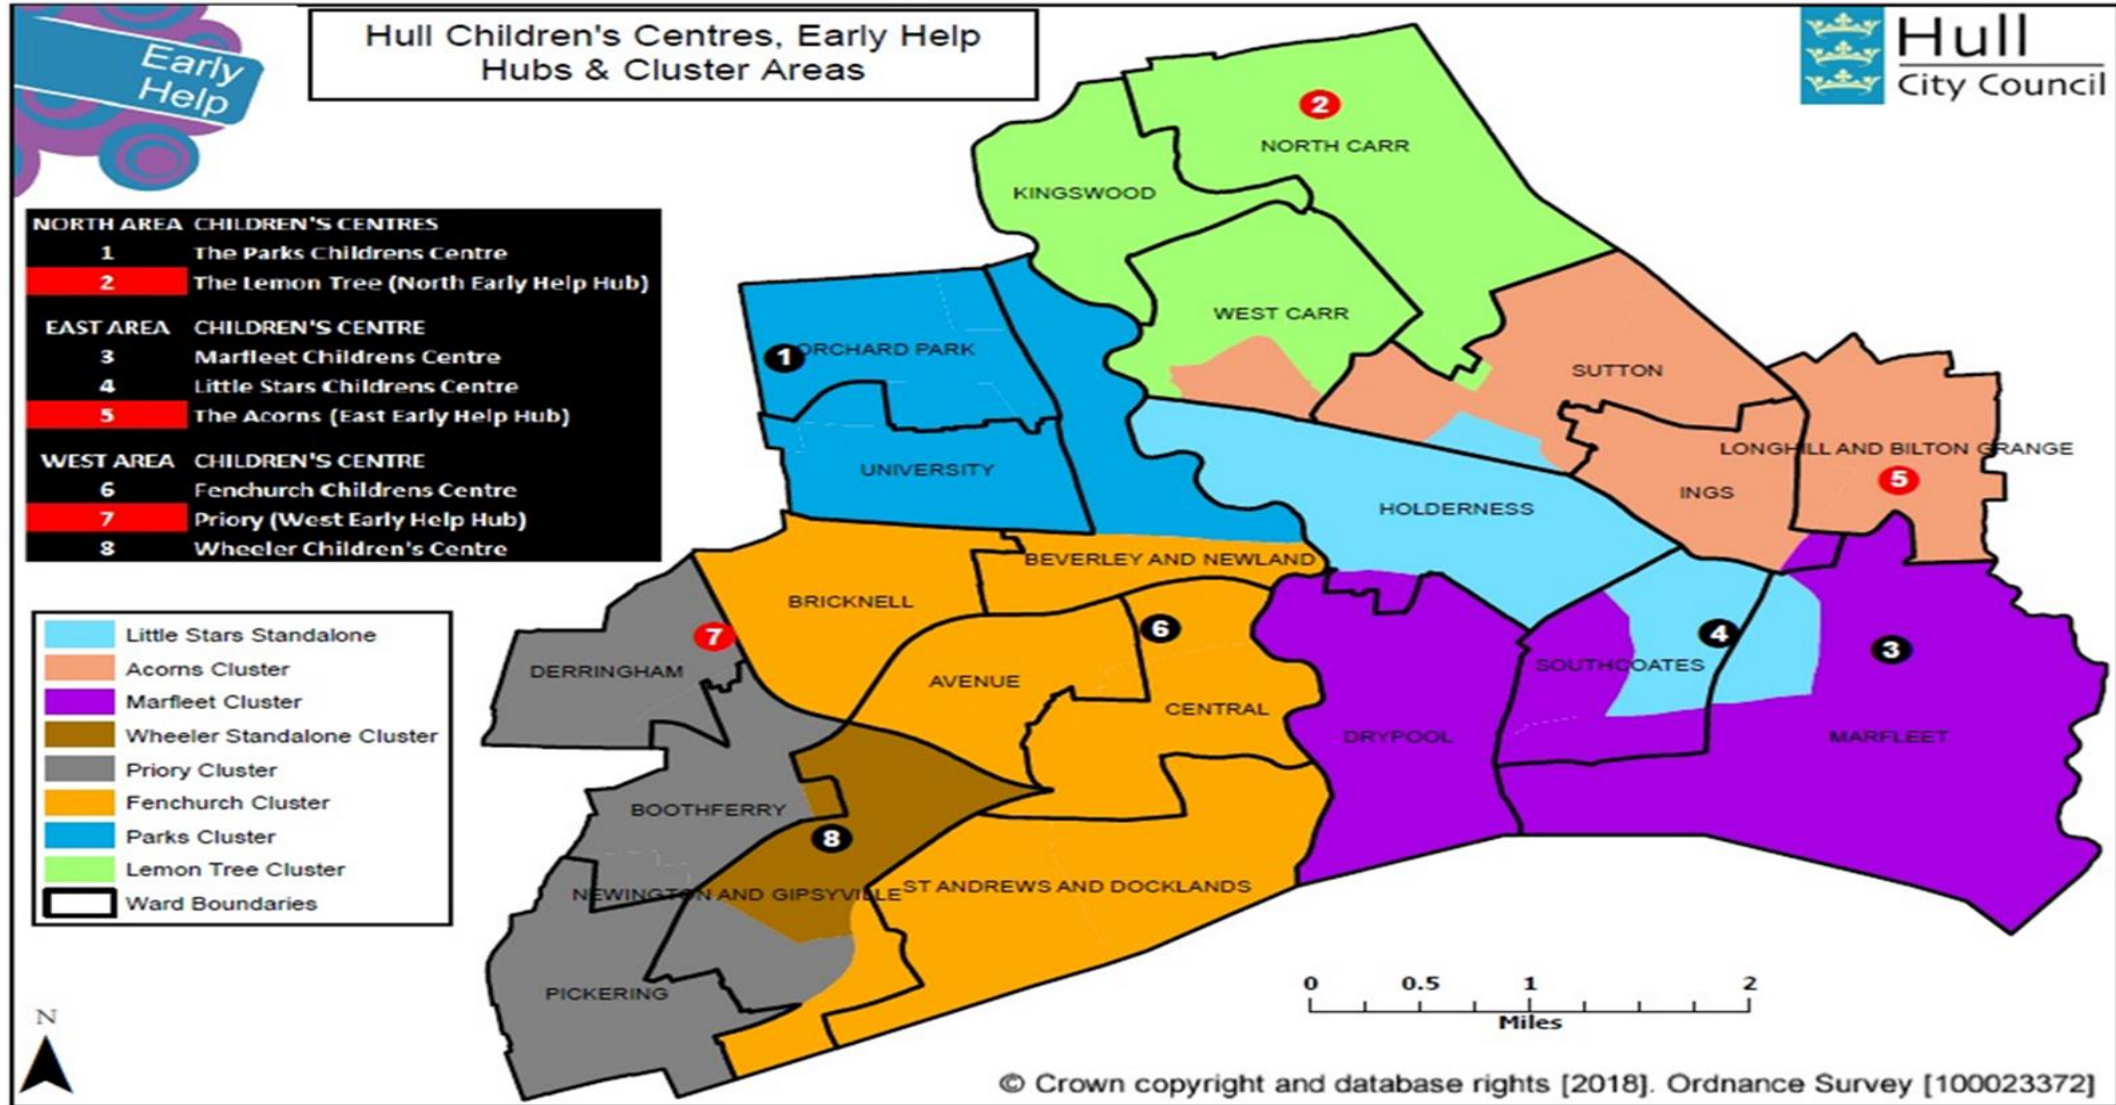 Early
Help
Hull Children's Centres, Early Help
Hubs & Cluster Areas
Hull
City Council
NORTH AREA CHILDREN'S CENTRES
1 The Parks Childrens Centre
2 The Lemon Tree (North Early Help Hub)
EAST AREA CHILDREN'S CENTRE
3 Marfleet Childrens Centre
4 Little Stars Childrens Centre
5 The Acorns (East Early Help Hub)
WEST AREA CHILDREN'S CENTRE
6 Fenchurch Childrens Centre
7 Priory (West Early Help Hub)
8 Wheeler Children's Centre
Little Stars Standalone
Acorns Cluster
Marfleet Cluster
Wheeler Standalone Cluster
Priory Cluster
Fenchurch Cluster
Parks Cluster
Lemon Tree Cluster
Ward Boundaries
2
NORTH CARR
KINGSWOOD
WEST CARR
1
ORCHARD PARK
SUTTON
LONGHILL AND BILTON GRANGE
UNIVERSITY
5
INGS
HOLDERNESS
BEVERLEY AND NEWLAND
BRICKNELL
6
7
4
3
DERRINGHAM
SOUTHCOATES
AVENUE
CENTRAL
DRYPOOL
MARFLEET
BOOTHFERRY
8
NEWINGTON AND GIPSYVILLE
ST ANDREWS AND DOCKLANDS
PICKERING
0 0.5 1 2
Miles
N
© Crown copyright and database rights [2018]. Ordnance Survey [100023372]